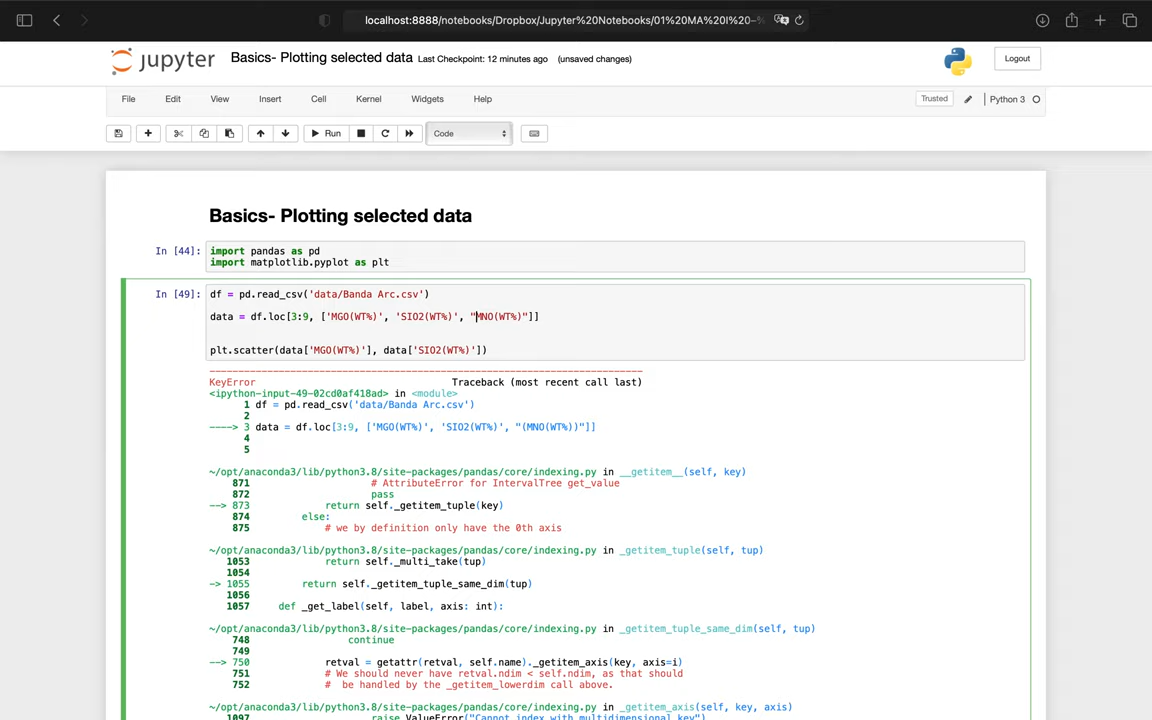 localhost:8888/notebooks/Dropbox/Jupyter%20Notebooks/01%20MA%20I%20-%
jupyter Basics- Plotting selected data Last Checkpoint: 12 minutes ago (unsaved changes) Logout
File Edit View Insert Cell Kernel Widgets Help Trusted Python 3
Run Code
Basics- Plotting selected data
In [44]: import pandas as pd
import matplotlib.pyplot as plt
In [49]: df = pd.read_csv('data/Banda Arc.csv')
data = df.loc[3:9, ['MGO(WT%)', 'SIO2(WT%)', "MNO(WT%)"]]
plt.scatter(data['MGO(WT%)'], data['SIO2(WT%)'])
---------------------------------------------------------------------------
KeyError Traceback (most recent call last)
<ipython-input-49-02cd0af418ad> in <module>
1 df = pd.read_csv('data/Banda Arc.csv')
2
----> 3 data = df.loc[3:9, ['MGO(WT%)', 'SIO2(WT%)', "(MNO(WT%))"]]
4
5
~/opt/anaconda3/lib/python3.8/site-packages/pandas/core/indexing.py in __getitem__(self, key)
871 # AttributeError for IntervalTree get_value
872 pass
--> 873 return self._getitem_tuple(key)
874 else:
875 # we by definition only have the 0th axis
~/opt/anaconda3/lib/python3.8/site-packages/pandas/core/indexing.py in _getitem_tuple(self, tup)
1053 return self._multi_take(tup)
1054
-> 1055 return self._getitem_tuple_same_dim(tup)
1056
1057 def _get_label(self, label, axis: int):
~/opt/anaconda3/lib/python3.8/site-packages/pandas/core/indexing.py in _getitem_tuple_same_dim(self, tup)
748 continue
749
--> 750 retval = getattr(retval, self.name)._getitem_axis(key, axis=i)
751 # We should never have retval.ndim < self.ndim, as that should
752 # be handled by the _getitem_lowerdim call above.
~/opt/anaconda3/lib/python3.8/site-packages/pandas/core/indexing.py in _getitem_axis(self, key, axis)
1097 raise ValueError("Cannot index with multidimensional key")